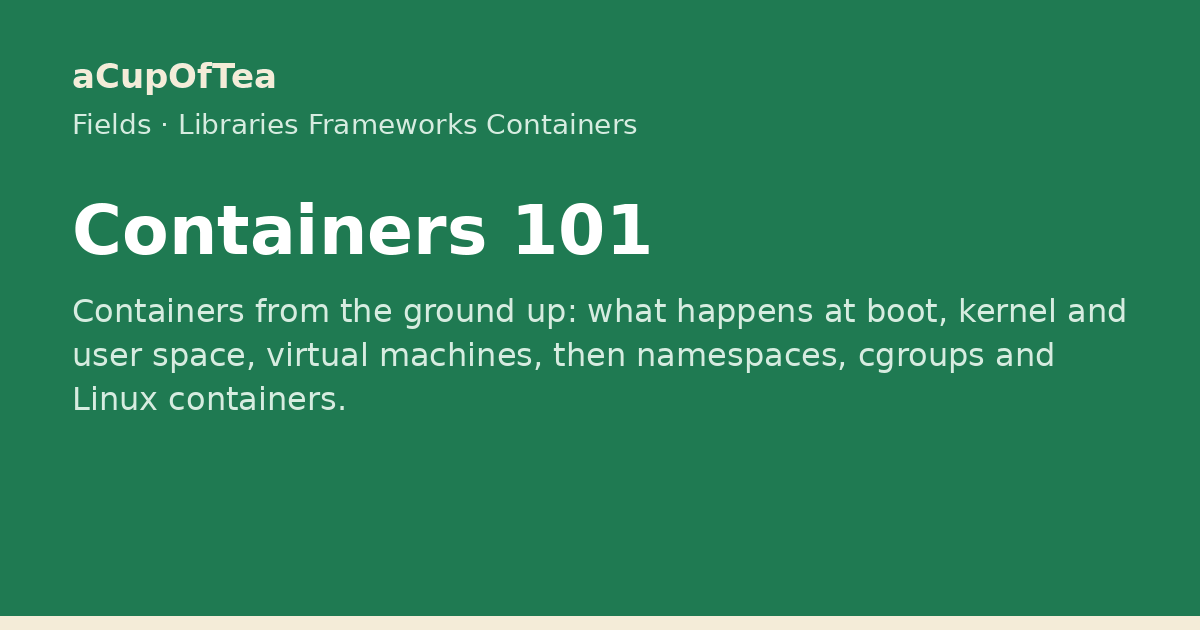 aCupOfTea
Fields · Libraries Frameworks Containers
Containers 101
Containers from the ground up: what happens at boot, kernel and
user space, virtual machines, then namespaces, cgroups and
Linux containers.